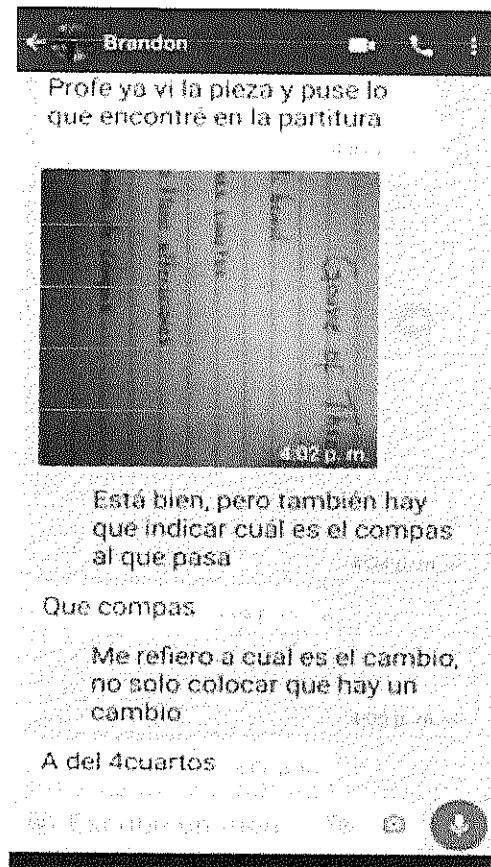 Brandon
Profe ya vi la pieza y puse lo
que encontré en la partitura
4:02 p. m.
Está bien, pero también hay
que indicar cuál es el compas
al que pasa
Que compas
Me refiero a cual es el cambio,
no solo colocar que hay un
cambio
A del 4cuartos